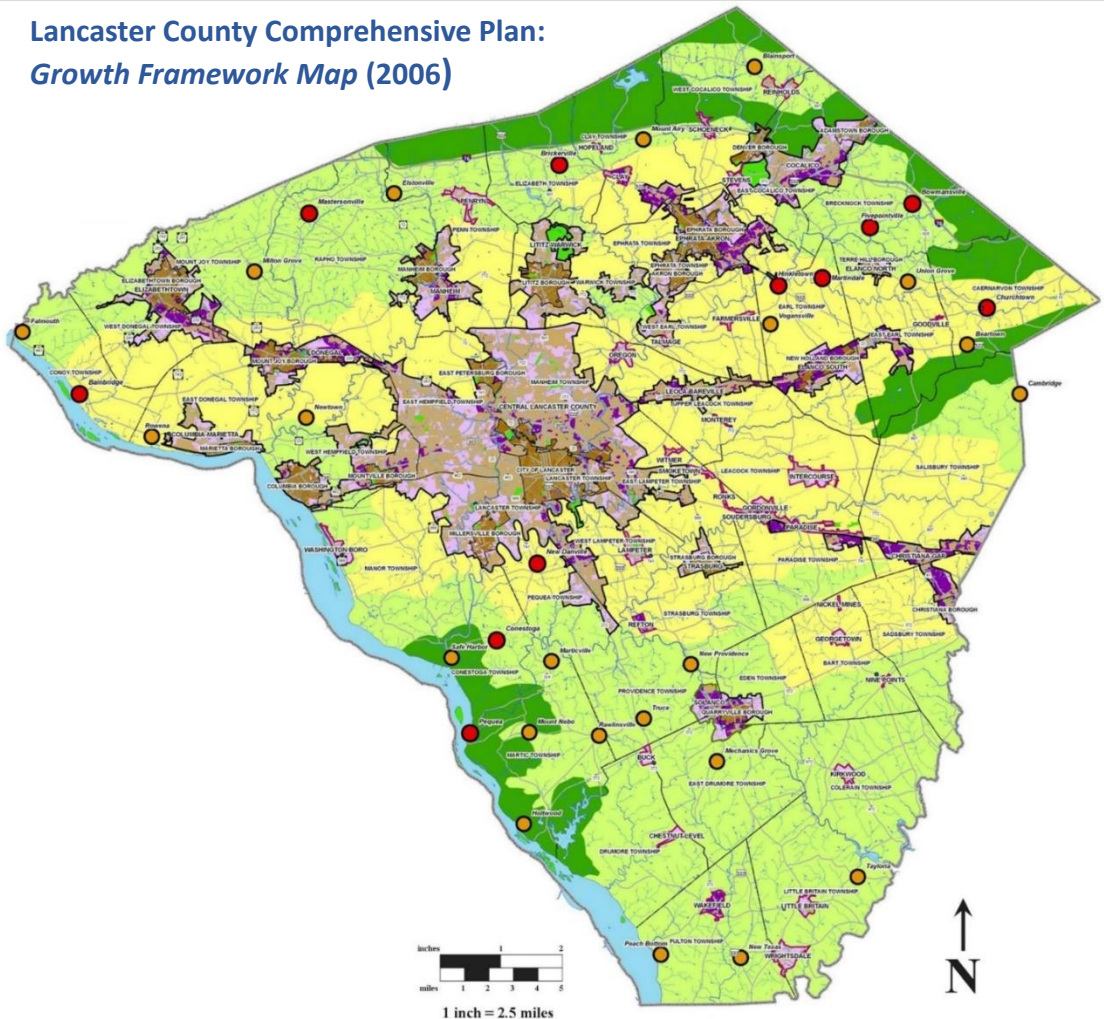 Lancaster County Comprehensive Plan:
Growth Framework Map (2006)
Blainsport
REINHOLDS
WEST COCALICO TOWNSHIP
SCHOENECK
Mount Airy
CLAY TOWNSHIP
HOPELAND
ADAMSTOWN BOROUGH
DENVER BOROUGH
COCALICO
Brickerville
STEVENS
CLAY
ELIZABETH TOWNSHIP
EAST COCALICO TOWNSHIP
Elstonville
PENRYN
Bowmansville
BRECKNOCK TOWNSHIP
Mastersonville
Fivepointville
PENN TOWNSHIP
EPHRATA BOROUGH
EPHRATA-AKRON
EPHRATA TOWNSHIP
LITITZ-WARWICK
TERRE HILL BOROUGH
ELANCO NORTH
MOUNT JOY TOWNSHIP
RAPHO TOWNSHIP
Milton Grove
MANHEIM BOROUGH
EPHRATA TOWNSHIP
AKRON BOROUGH
Martindale
Union Grove
ELIZABETHTOWN BOROUGH
ELIZABETHTOWN
LITITZ BOROUGH
WARWICK TOWNSHIP
Hinkletown
MANHEIM
CAERNARVON TOWNSHIP
Churchtown
EARL TOWNSHIP
FARMERSVILLE
Vogansville
GOODVILLE
WEST DONEGAL TOWNSHIP
WEST EARL TOWNSHIP
TALMAGE
Falmouth
EAST EARL TOWNSHIP
Beartown
OREGON
NEW HOLLAND BOROUGH
ELANCO SOUTH
DONEGAL
MOUNT JOY BOROUGH
MANHEIM TOWNSHIP
EAST PETERSBURG BOROUGH
CONOY TOWNSHIP
Bainbridge
LEOLA-BAREVILLE
UPPER LEACOCK TOWNSHIP
Cambridge
EAST DONEGAL TOWNSHIP
EAST HEMPFIELD TOWNSHIP
CENTRAL LANCASTER COUNTY
Newtown
MONTEREY
Rowena
COLUMBIA-MARIETTA
MARIETTA BOROUGH
WEST HEMPFIELD TOWNSHIP
WITMER
SMOKETOWN
LEACOCK TOWNSHIP
SALISBURY TOWNSHIP
CITY OF LANCASTER
LANCASTER TOWNSHIP
EAST LAMPETER TOWNSHIP
INTERCOURSE
MOUNTVILLE BOROUGH
COLUMBIA BOROUGH
RONKS
GORDONVILLE
SOUDERSBURG
LANCASTER TOWNSHIP
PARADISE
MILLERSVILLE BOROUGH
WEST LAMPETER TOWNSHIP
LAMPETER
WASHINGTON BORO
New Danville
STRASBURG BOROUGH
STRASBURG
PARADISE TOWNSHIP
CHRISTIANA-GAP
MANOR TOWNSHIP
PEQUEA TOWNSHIP
NICKEL MINES
CHRISTIANA BOROUGH
STRASBURG TOWNSHIP
REFTON
GEORGETOWN
SADSBURY TOWNSHIP
Conestoga
Safe Harbor
Marticville
New Providence
BART TOWNSHIP
CONESTOGA TOWNSHIP
EDEN TOWNSHIP
NINE POINTS
PROVIDENCE TOWNSHIP
SOLANCO
QUARRYVILLE BOROUGH
Truce
Pequea
Mount Nebo
Rawlinsville
MARTIC TOWNSHIP
BUCK
Mechanics Grove
EAST DRUMORE TOWNSHIP
KIRKWOOD
COLERAIN TOWNSHIP
Holtwood
CHESTNUT LEVEL
DRUMORE TOWNSHIP
Tayloria
LITTLE BRITAIN TOWNSHIP
WAKEFIELD
LITTLE BRITAIN
Peach Bottom
FULTON TOWNSHIP
New Texas
WRIGHTSDALE
inches 1 2
miles 1 2 3 4 5
1 inch = 2.5 miles
N